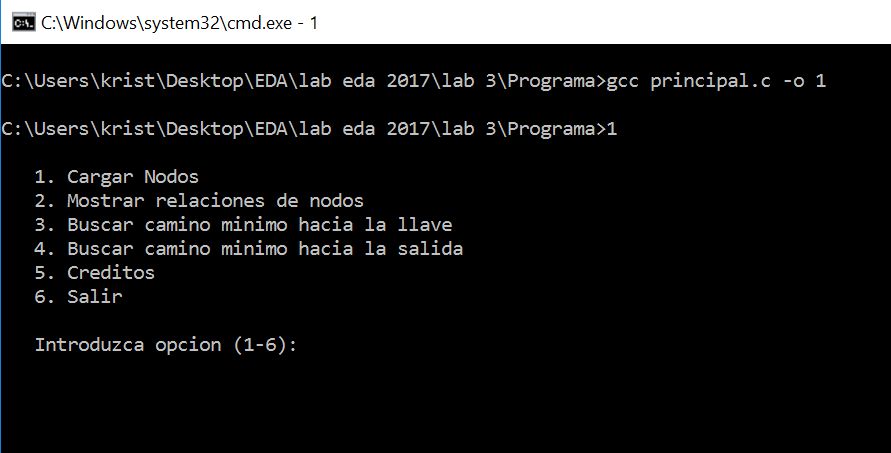 C:\Windows\system32\cmd.exe - 1
C:\Users\krist\Desktop\EDA\lab eda 2017\lab 3\Programa>gcc principal.c -o 1
C:\Users\krist\Desktop\EDA\lab eda 2017\lab 3\Programa>1
1. Cargar Nodos
2. Mostrar relaciones de nodos
3. Buscar camino minimo hacia la llave
4. Buscar camino minimo hacia la salida
5. Creditos
6. Salir
Introduzca opcion (1-6):